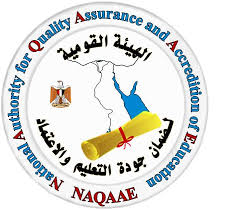 National Authority for Quality Assurance and Accreditation of Education
الهيئة القومية
لضمان جودة التعليم والاعتماد
NAQAAE